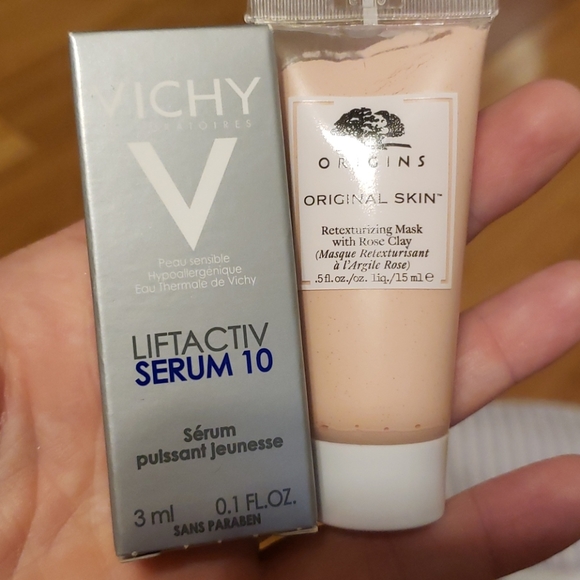 VICHY
LABORATOIRES
V
Peau sensible
Hypoallergénique
Eau Thermale de Vichy
LIFTACTIV
SERUM 10
Sérum
puissant jeunesse
3 ml 0.1 FL.OZ.
SANS PARABEN
ORIGINS
ORIGINAL SKIN™
Retexturizing Mask
with Rose Clay
(Masque Retexturisant
à l'Argile Rose)
.5 fl.oz./oz. liq./15 ml ℮